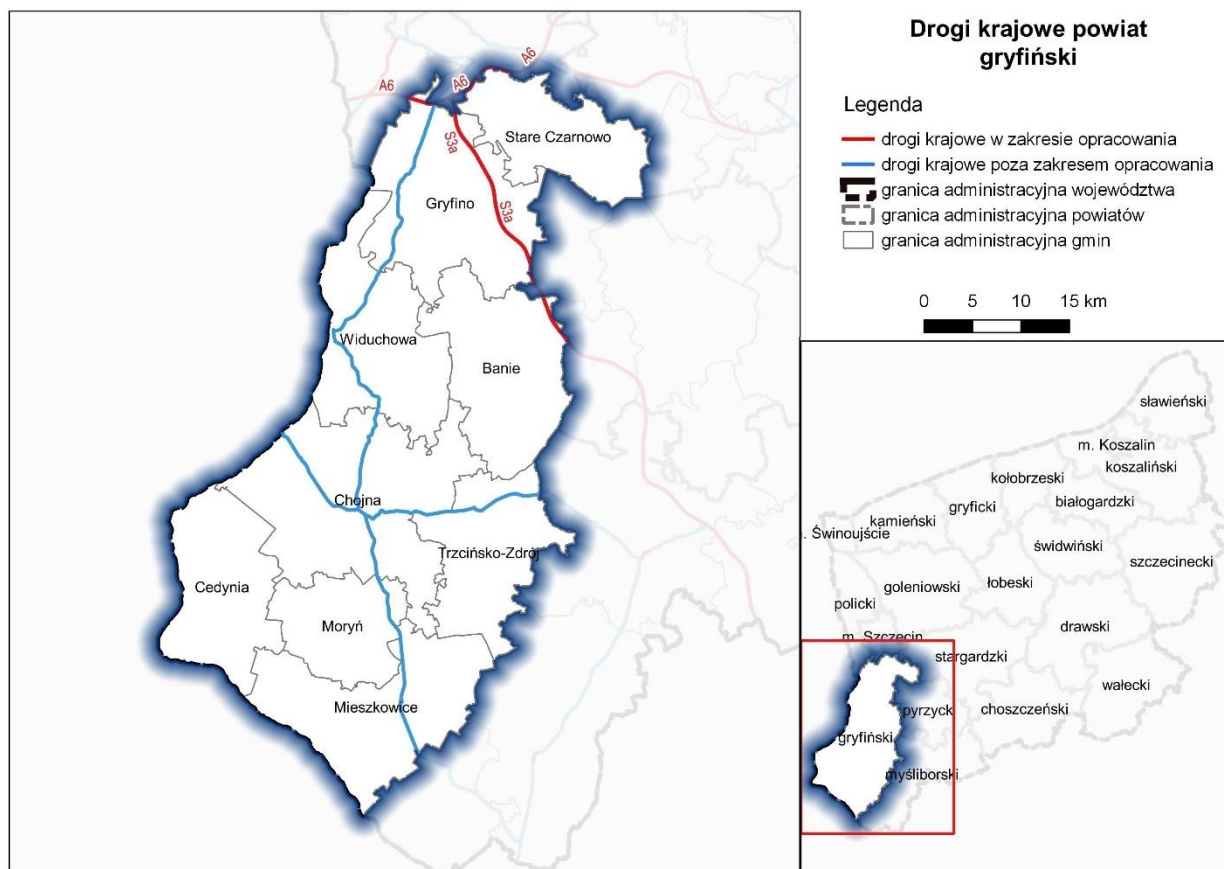 Drogi krajowe powiat
gryfiński
Legenda
drogi krajowe w zakresie opracowania
drogi krajowe poza zakresem opracowania
granica administracyjna województwa
granica administracyjna powiatów
granica administracyjna gmin
0 5 10 15 km
A6
A6
A6
S3a
S3a
Stare Czarnowo
Gryfino
Widuchowa
Banie
Chojna
Trzcińsko-Zdrój
Cedynia
Moryń
Mieszkowice
sławieński
m. Koszalin
koszaliński
kołobrzeski
białogardzki
gryficki
kamieński
. Świnoujście
świdwiński
szczecinecki
łobeski
goleniowski
policki
drawski
m. Szczecin
stargardzki
wałecki
pyrzyck
choszczeński
gryfiński
myśliborski